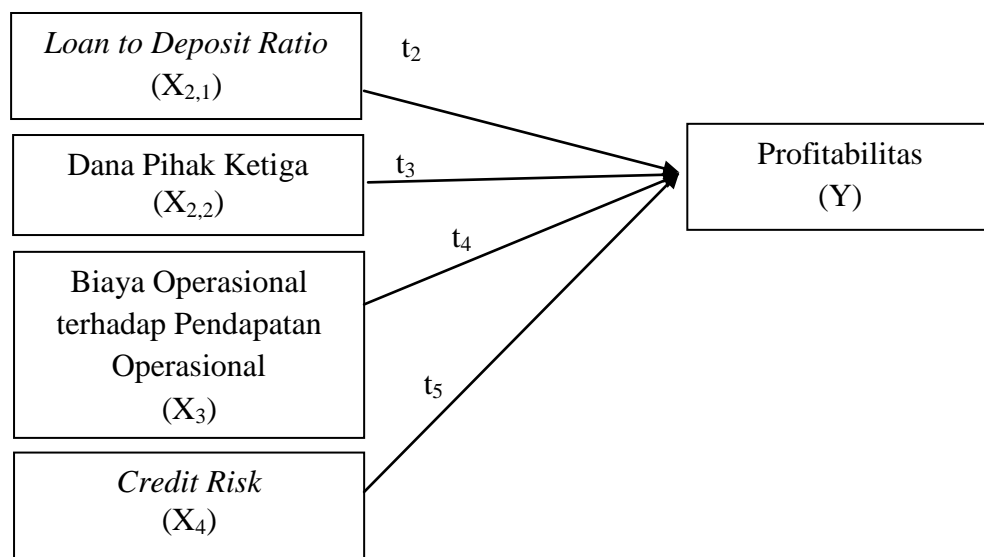 Loan to Deposit Ratio
(X2,1)
t2
Dana Pihak Ketiga
(X2,2)
t3
Profitabilitas
(Y)
t4
Biaya Operasional
terhadap Pendapatan
Operasional
(X3)
t5
Credit Risk
(X4)